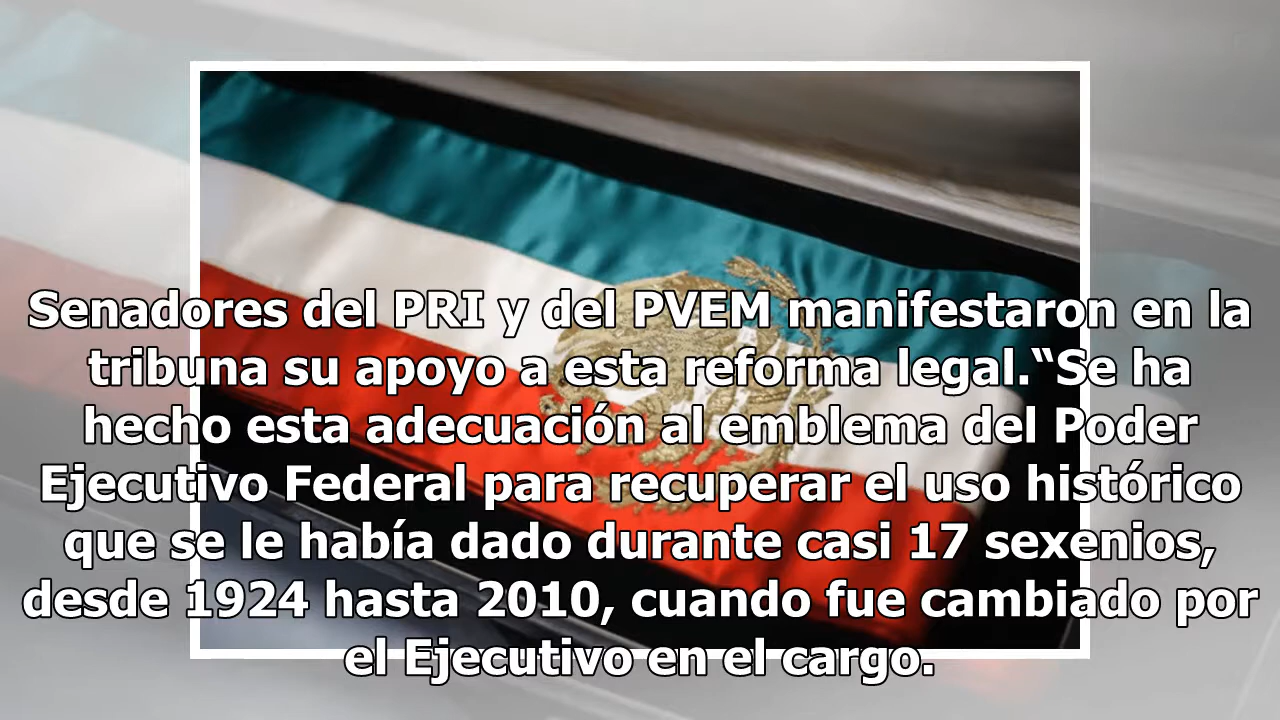 Senadores del PRI y del PVEM manifestaron en la
tribuna su apoyo a esta reforma legal.“Se ha
hecho esta adecuación al emblema del Poder
Ejecutivo Federal para recuperar el uso histórico
que se le había dado durante casi 17 sexenios,
desde 1924 hasta 2010, cuando fue cambiado por
el Ejecutivo en el cargo.